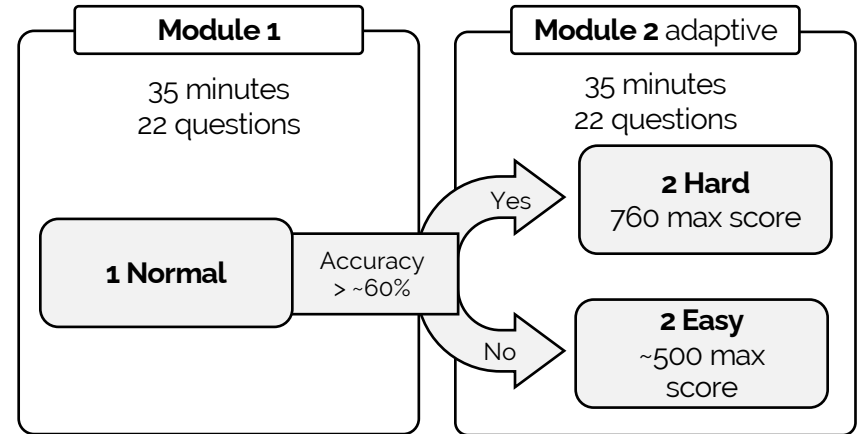 Module 1
35 minutes
22 questions
1 Normal
Accuracy
> ~60%
Module 2 adaptive
35 minutes
22 questions
Yes
2 Hard
760 max score
No
2 Easy
~500 max
score